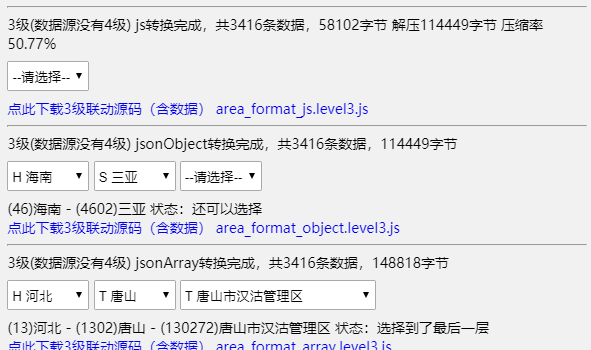 3级(数据源没有4级) js转换完成，共3416条数据，58102字节 解压114449字节 压缩率
50.77%
--请选择--
点此下载3级联动源码（含数据） area_format_js.level3.js
3级(数据源没有4级) jsonObject转换完成，共3416条数据，114449字节
H 海南 S 三亚 --请选择--
(46)海南 - (4602)三亚 状态：还可以选择
点此下载3级联动源码（含数据） area_format_object.level3.js
3级(数据源没有4级) jsonArray转换完成，共3416条数据，148818字节
H 河北 T 唐山 T 唐山市汉沽管理区
(13)河北 - (1302)唐山 - (130272)唐山市汉沽管理区 状态：选择到了最后一层
点此下载3级联动源码（含数据） area_format_array.level3.js